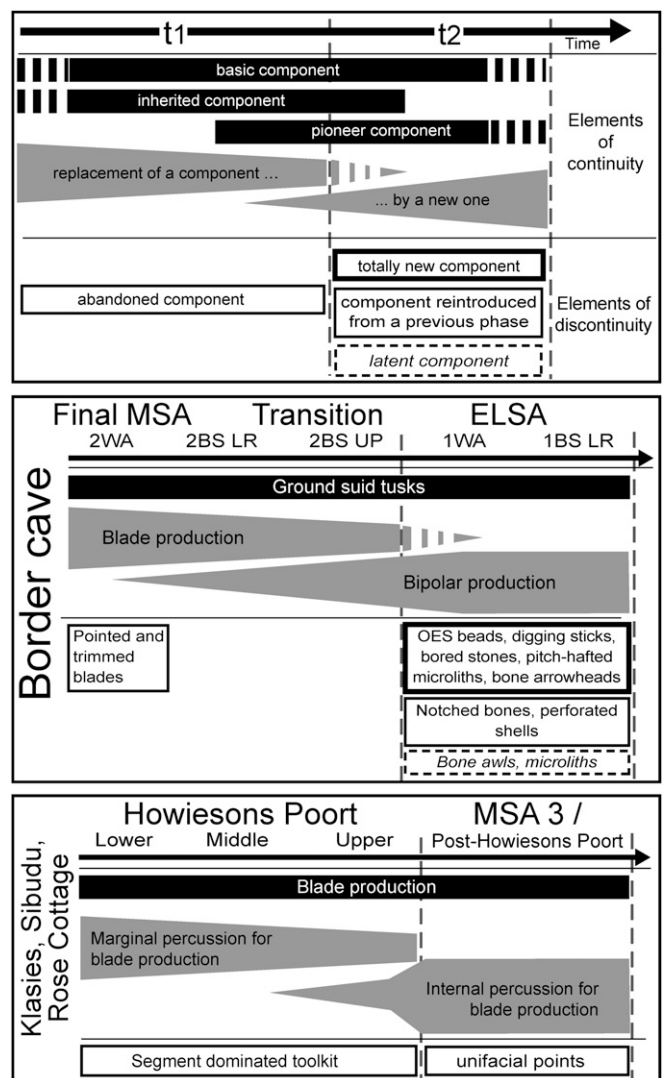 t1
t2
Time
basic component
inherited component
pioneer component
Elements
of
continuity
replacement of a component ...
... by a new one
totally new component
abandoned component
component reintroduced
from a previous phase
Elements of
discontinuity
latent component
Border cave
Final MSA
Transition
ELSA
2WA
2BS LR
2BS UP
1WA
1BS LR
Ground suid tusks
Blade production
Bipolar production
Pointed and
trimmed
blades
OES beads, digging sticks,
bored stones, pitch-hafted
microliths, bone arrowheads
Notched bones, perforated
shells
Bone awls, microliths
Klasies, Sibudu,
Rose Cottage
Howiesons Poort
MSA 3 /
Lower
Middle
Upper
Post-Howiesons Poort
Blade production
Marginal percussion for
blade production
Internal percussion for
blade production
Segment dominated toolkit
unifacial points